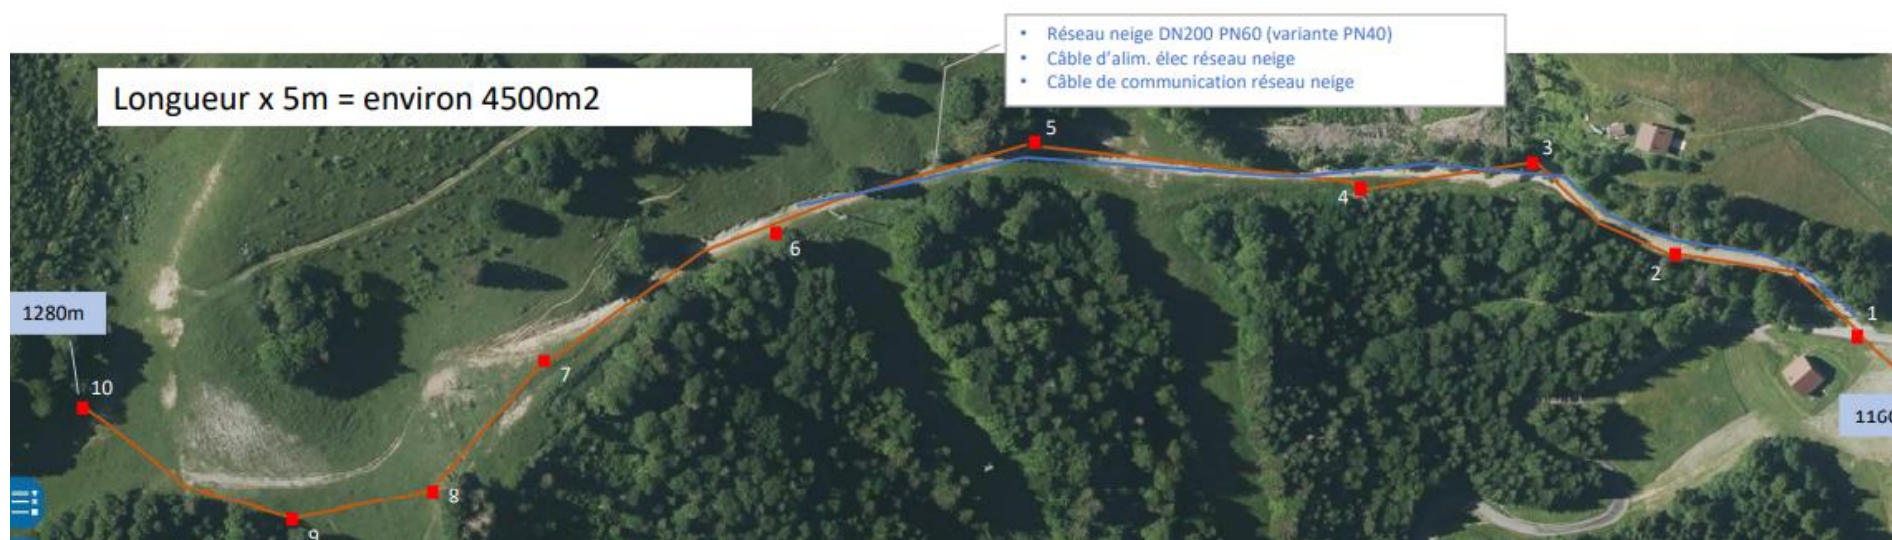 Réseau neige DN200 PN60 (variante PN40)
Câble d'alim. élec réseau neige
Câble de communication réseau neige
Longueur x 5m = environ 4500m2
5
3
4
6
2
1280m
1
7
10
1160
8
9